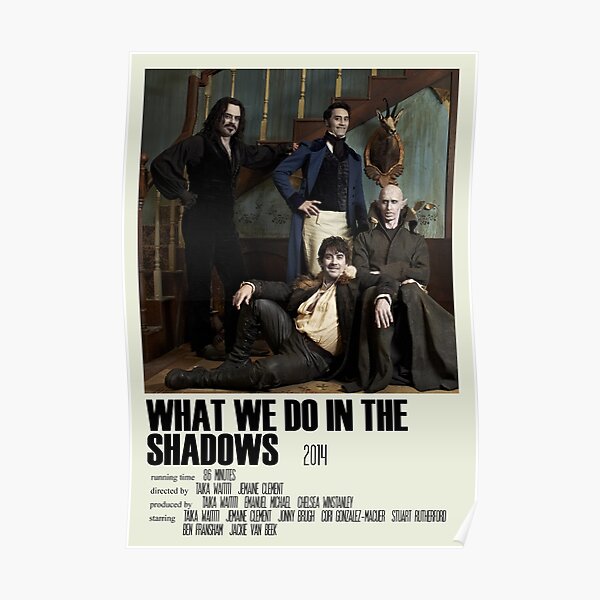 WHAT WE DO IN THE
SHADOWS 2014
running time 86 MINUTES
directed by TAIKA WAITITI JEMAINE CLEMENT
produced by TAIKA WAITITI EMANUEL MICHAEL CHELSEA WINSTANLEY
starring TAIKA WAITITI JEMAINE CLEMENT JONNY BRUGH CORI GONZALEZ-MACUER STUART RUTHERFORD
BEN FRANSHAM JACKIE VAN BEEK